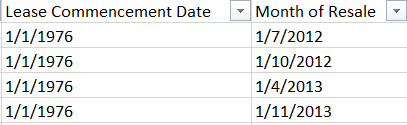 Lease Commencement Date Month of Resale
1/1/1976 1/7/2012
1/1/1976 1/10/2012
1/1/1976 1/4/2013
1/1/1976 1/11/2013